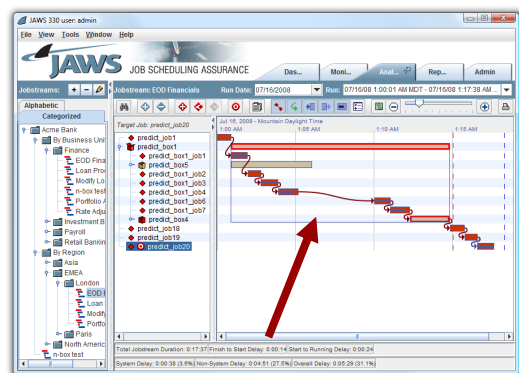 JAWS 330 user: admin
File View Tools Window Help
JAWS JOB SCHEDULING ASSURANCE
Das... Moni... Anal... Rep... Admin
Jobstreams: Jobstream: EOD Financials Run Date: 07/16/2008 Run: 07/16/08 1:00:01 AM MDT - 07/16/08 1:17:38 AM ...
Alphabetic
Categorized
Acme Bank
By Business Unit
Finance
EOD Fina
Loan Pro
Modify Lo
n-box test
Portfolio A
Rate Adju
Investment B
Payroll
Retail Bankin
By Region
Asia
EMEA
London
EOD
Loan
Modify
Portfo
Paris
North Americ
n-box test
Target Job: predict_job20
predict_job1
predict_box1
predict_box1_job1
predict_box5
predict_box1_job2
predict_box1_job3
predict_box1_job4
predict_box1_job6
predict_box1_job7
predict_box4
predict_job18
predict_job19
predict_job20
Jul 16, 2008 - Mountain Daylight Time
1:00 AM 1:05 AM 1:10 AM 1:15 AM
Total Jobstream Duration: 0:17:37 Finish to Start Delay: 0:00:14 Start to Running Delay: 0:00:24
System Delay: 0:00:38 (3.6%) Non-System Delay: 0:04:51 (27.5%) Overall Delay: 0:05:29 (31.1%)